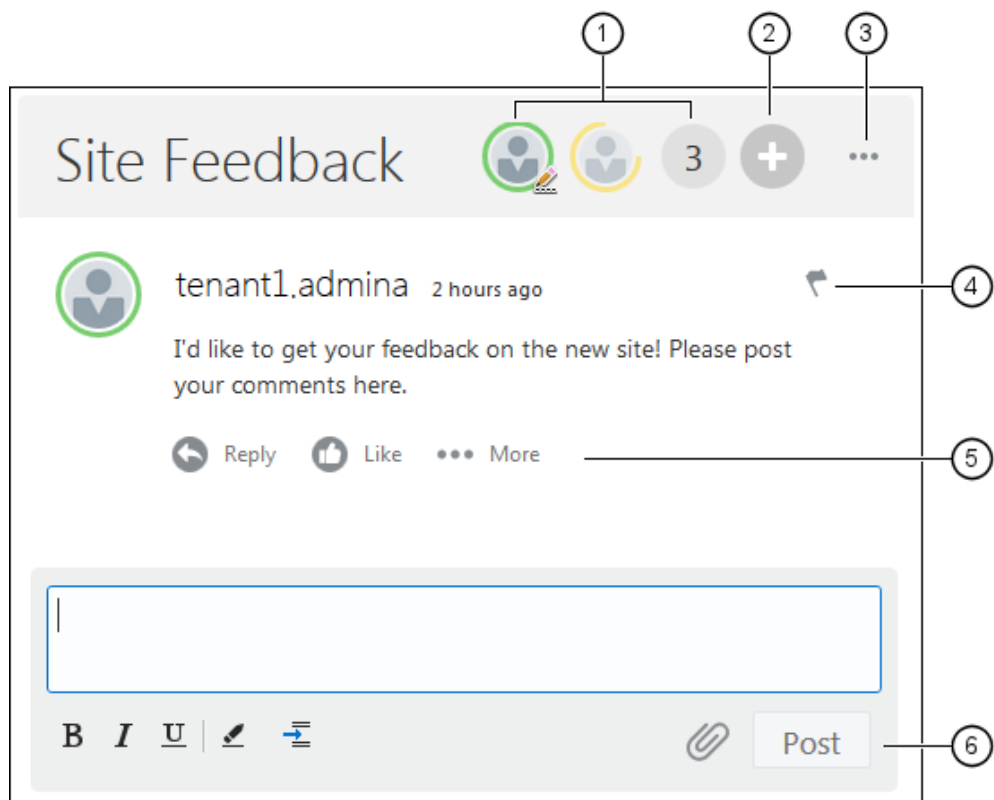 1 2 3
Site Feedback 3
tenant1.admina 2 hours ago
4
I'd like to get your feedback on the new site! Please post
your comments here.
Reply Like ••• More
5
B I U Post
6